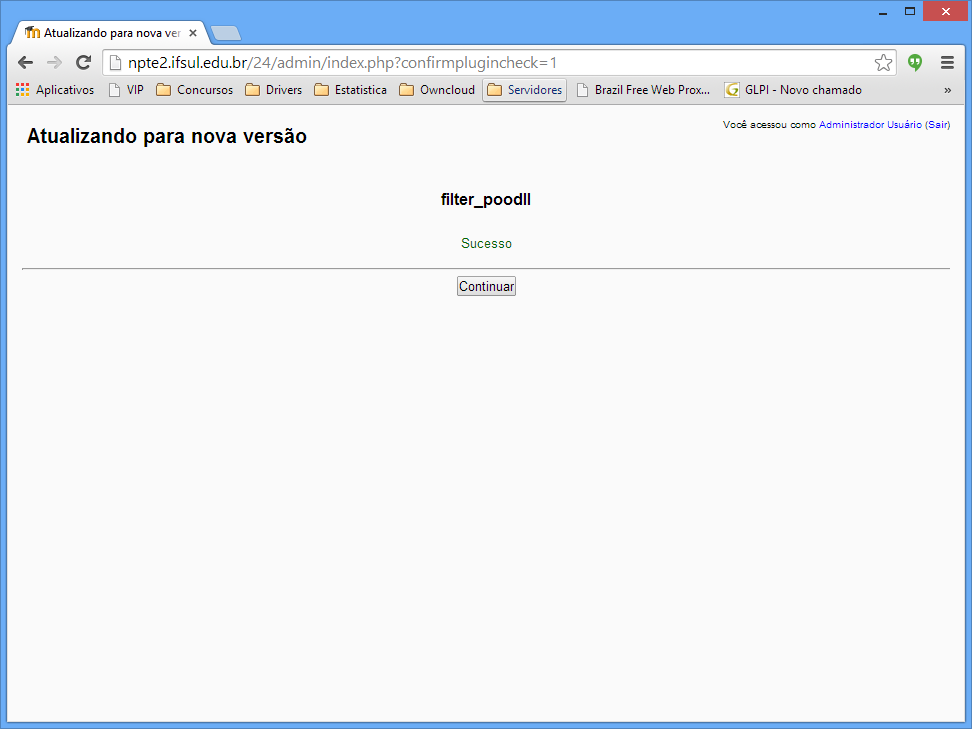 Atualizando para nova ver
npte2.ifsul.edu.br/24/admin/index.php?confirmplugincheck=1
Aplicativos VIP Concursos Drivers Estatistica Owncloud Servidores Brazil Free Web Prox... GLPI - Novo chamado »
Você acessou como Administrador Usuário (Sair)
Atualizando para nova versão
filter_poodll
Sucesso
Continuar